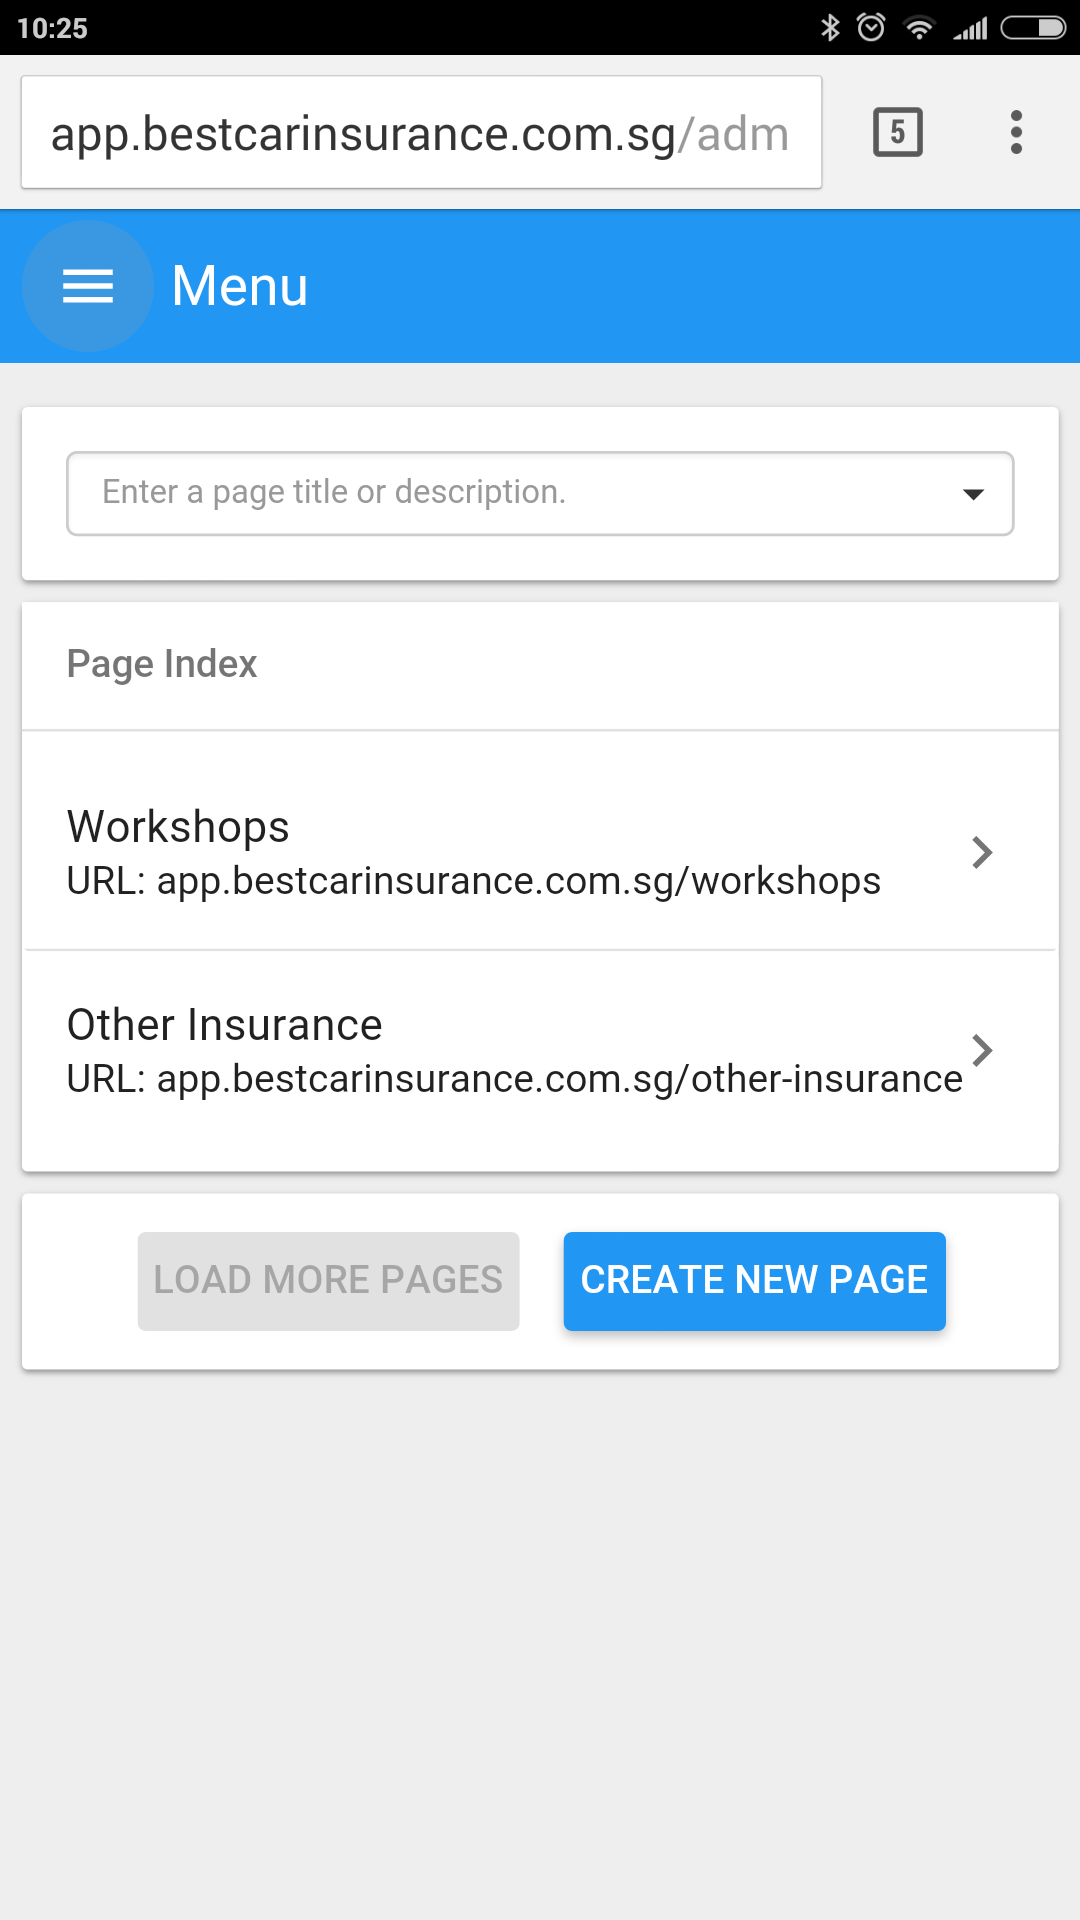 10:25
app.bestcarinsurance.com.sg/adm
5
Menu
Enter a page title or description.
Page Index
Workshops
URL: app.bestcarinsurance.com.sg/workshops
Other Insurance
URL: app.bestcarinsurance.com.sg/other-insurance
LOAD MORE PAGES
CREATE NEW PAGE